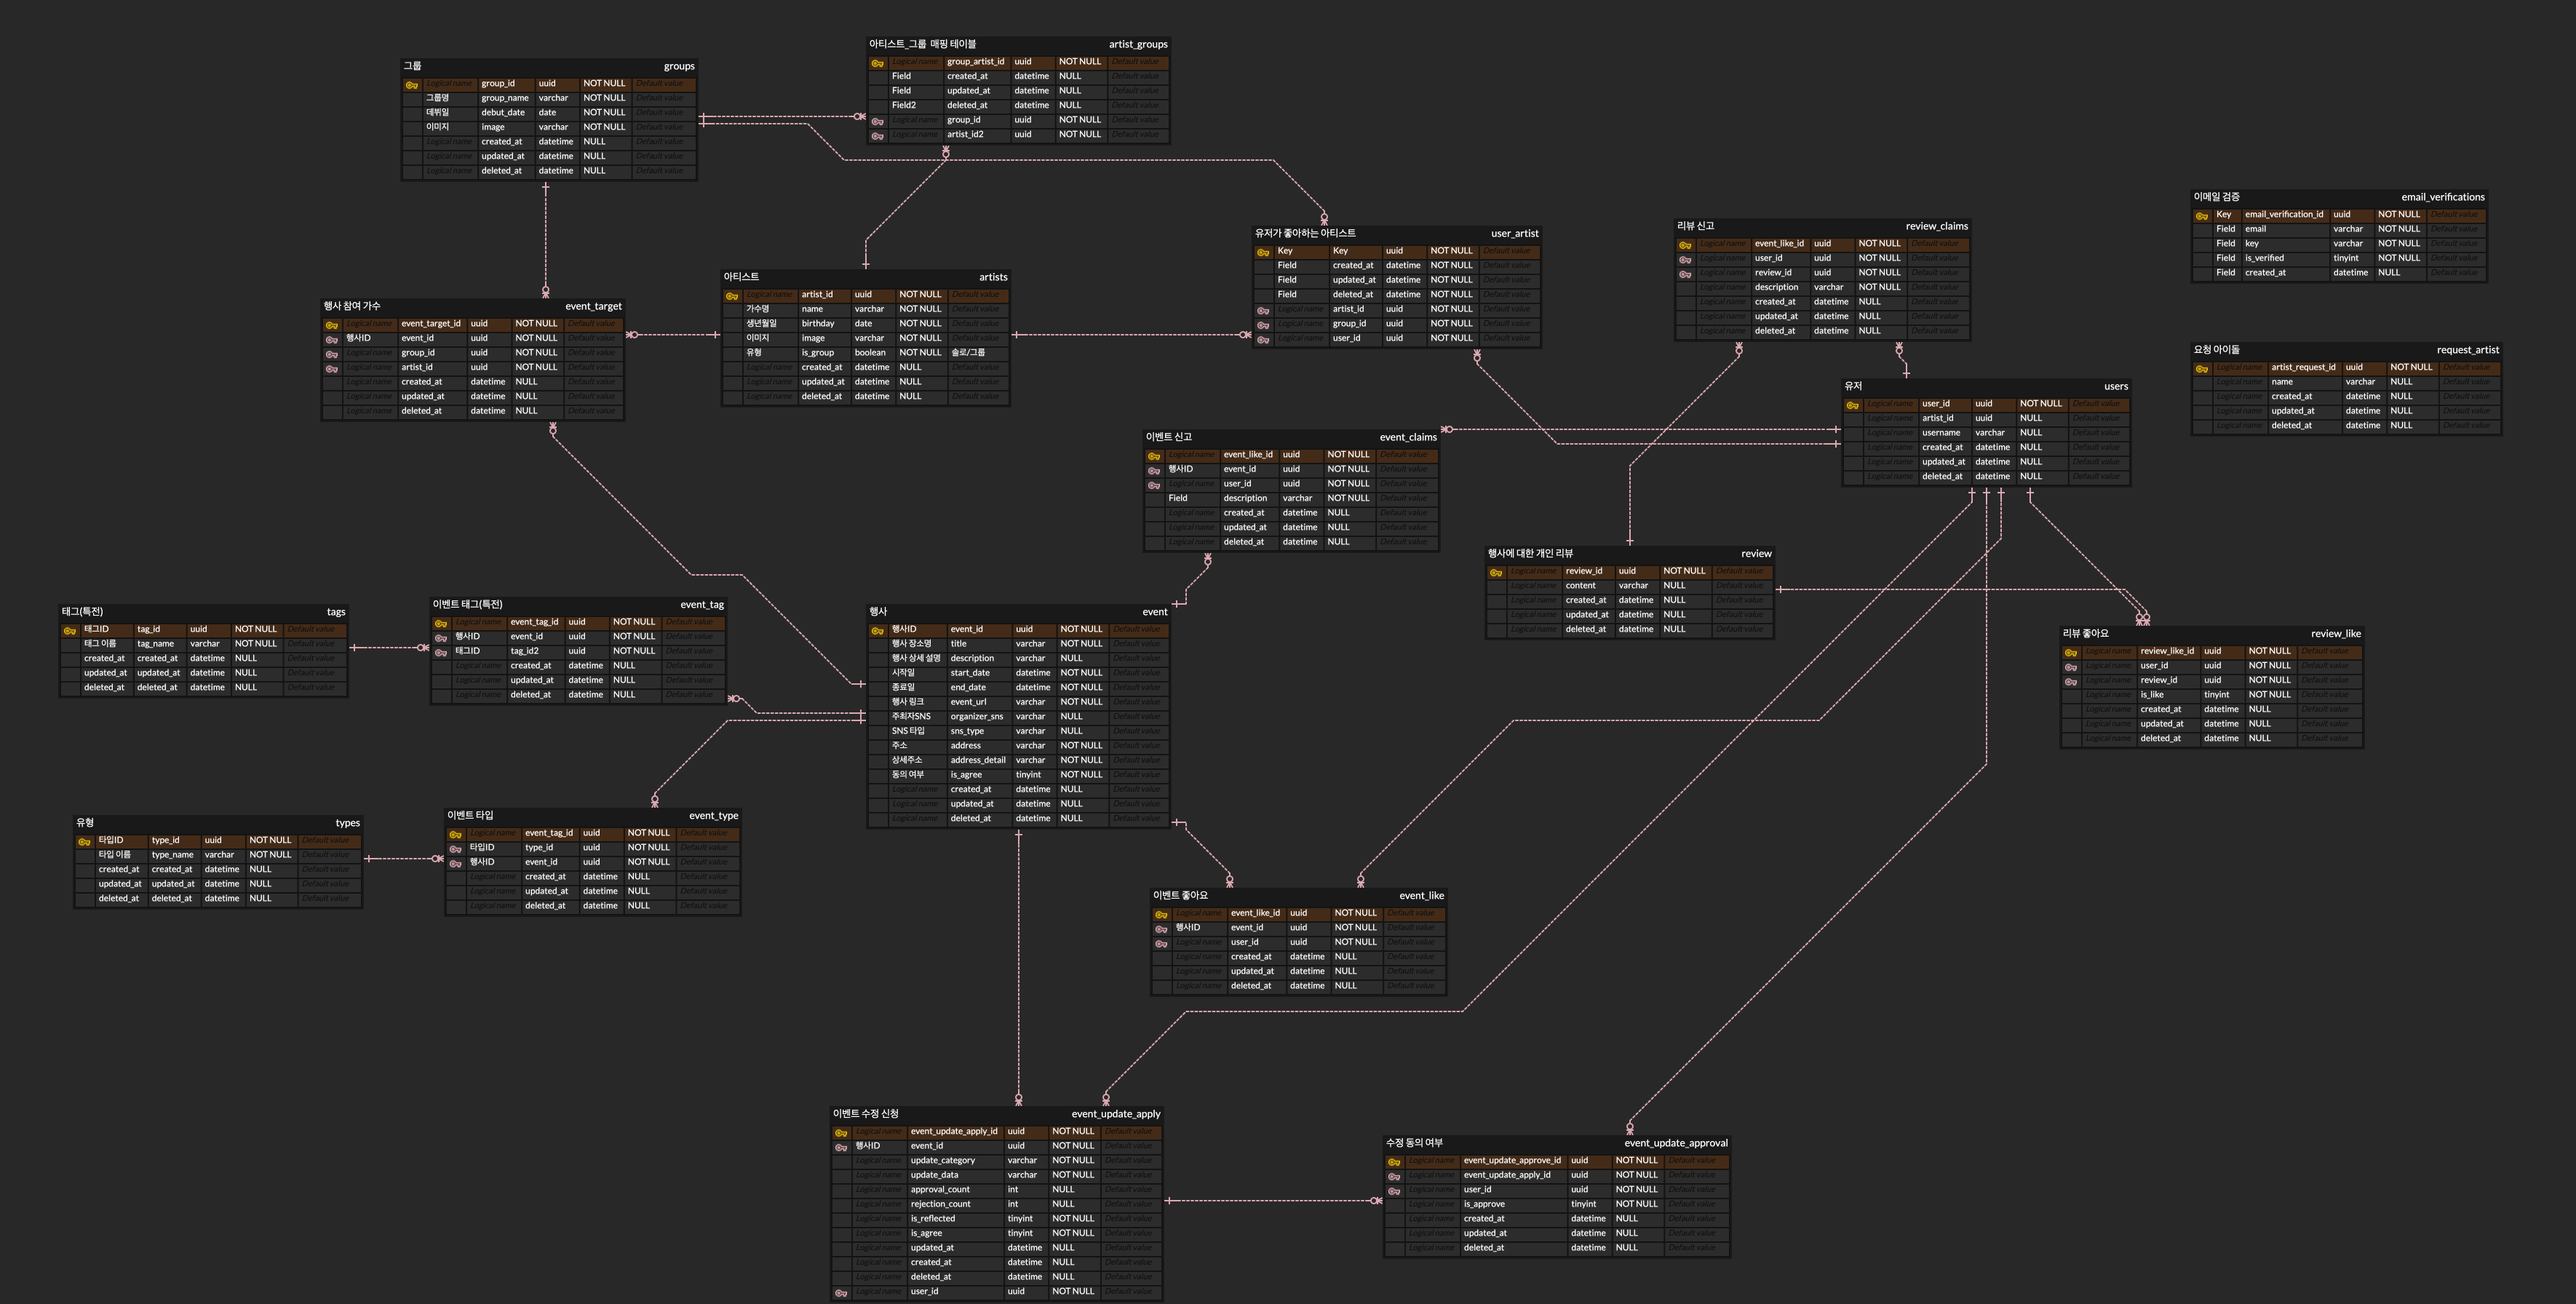 아티스트_그룹 매핑 테이블 artist_groups
Logical name group_artist_id uuid NOT NULL Default value
Field created_at datetime NULL Default value
Field updated_at datetime NULL Default value
Field2 deleted_at datetime NULL Default value
Logical name group_id uuid NOT NULL Default value
Logical name artist_id2 uuid NOT NULL Default value
그룹 groups
Logical name group_id uuid NOT NULL Default value
그룹명 group_name varchar NOT NULL Default value
데뷔일 debut_date date NOT NULL Default value
이미지 image varchar NOT NULL Default value
Logical name created_at datetime NULL Default value
Logical name updated_at datetime NULL Default value
Logical name deleted_at datetime NULL Default value
이메일 검증 email_verifications
Key email_verification_id uuid NOT NULL Default value
Field email varchar NOT NULL Default value
Field key varchar NOT NULL Default value
Field is_verified tinyint NOT NULL Default value
Field created_at datetime NULL Default value
리뷰 신고 review_claims
Logical name event_like_id uuid NOT NULL Default value
Logical name user_id uuid NOT NULL Default value
Logical name review_id uuid NOT NULL Default value
Logical name description varchar NOT NULL Default value
Logical name created_at datetime NULL Default value
Logical name updated_at datetime NULL Default value
Logical name deleted_at datetime NULL Default value
유저가 좋아하는 아티스트 user_artist
Key Key uuid NOT NULL Default value
Field created_at datetime NOT NULL Default value
Field updated_at datetime NOT NULL Default value
Field deleted_at datetime NOT NULL Default value
Logical name artist_id uuid NOT NULL Default value
Logical name group_id uuid NOT NULL Default value
Logical name user_id uuid NOT NULL Default value
아티스트 artists
Logical name artist_id uuid NOT NULL Default value
가수명 name varchar NOT NULL Default value
생년월일 birthday date NOT NULL Default value
이미지 image varchar NOT NULL Default value
유형 is_group boolean NOT NULL 솔로/그룹
Logical name created_at datetime NULL Default value
Logical name updated_at datetime NULL Default value
Logical name deleted_at datetime NULL Default value
행사 참여 가수 event_target
Logical name event_target_id uuid NOT NULL Default value
행사ID event_id uuid NOT NULL Default value
Logical name group_id uuid NOT NULL Default value
Logical name artist_id uuid NOT NULL Default value
Logical name created_at datetime NULL Default value
Logical name updated_at datetime NULL Default value
Logical name deleted_at datetime NULL Default value
요청 아이돌 request_artist
Logical name artist_request_id uuid NOT NULL Default value
Logical name name varchar NULL Default value
Logical name created_at datetime NULL Default value
Logical name updated_at datetime NULL Default value
Logical name deleted_at datetime NULL Default value
유저 users
Logical name user_id uuid NOT NULL Default value
Logical name artist_id uuid NULL Default value
Logical name username varchar NULL Default value
Logical name created_at datetime NULL Default value
Logical name updated_at datetime NULL Default value
Logical name deleted_at datetime NULL Default value
이벤트 신고 event_claims
Logical name event_like_id uuid NOT NULL Default value
행사ID event_id uuid NOT NULL Default value
Logical name user_id uuid NOT NULL Default value
Field description varchar NOT NULL Default value
Logical name created_at datetime NULL Default value
Logical name updated_at datetime NULL Default value
Logical name deleted_at datetime NULL Default value
행사에 대한 개인 리뷰 review
Logical name review_id uuid NOT NULL Default value
Logical name content varchar NULL Default value
Logical name created_at datetime NULL Default value
Logical name updated_at datetime NULL Default value
Logical name deleted_at datetime NULL Default value
태그(특전) tags
태그ID tag_id uuid NOT NULL Default value
태그 이름 tag_name varchar NOT NULL Default value
created_at created_at datetime NULL Default value
updated_at updated_at datetime NULL Default value
deleted_at deleted_at datetime NULL Default value
이벤트 태그(특전) event_tag
Logical name event_tag_id uuid NOT NULL Default value
행사ID event_id uuid NOT NULL Default value
태그ID tag_id2 uuid NOT NULL Default value
Logical name created_at datetime NULL Default value
Logical name updated_at datetime NULL Default value
Logical name deleted_at datetime NULL Default value
행사 event
행사ID event_id uuid NOT NULL Default value
행사 장소명 title varchar NOT NULL Default value
행사 상세 설명 description varchar NULL Default value
시작일 start_date datetime NOT NULL Default value
종료일 end_date datetime NOT NULL Default value
행사 링크 event_url varchar NOT NULL Default value
주최자SNS organizer_sns varchar NULL Default value
SNS 타입 sns_type varchar NULL Default value
주소 address varchar NOT NULL Default value
상세주소 address_detail varchar NOT NULL Default value
동의 여부 is_agree tinyint NOT NULL Default value
Logical name created_at datetime NULL Default value
Logical name updated_at datetime NULL Default value
Logical name deleted_at datetime NULL Default value
리뷰 좋아요 review_like
Logical name review_like_id uuid NOT NULL Default value
Logical name user_id uuid NOT NULL Default value
Logical name review_id uuid NOT NULL Default value
Logical name is_like tinyint NOT NULL Default value
Logical name created_at datetime NULL Default value
Logical name updated_at datetime NULL Default value
Logical name deleted_at datetime NULL Default value
유형 types
타입ID type_id uuid NOT NULL Default value
타입 이름 type_name varchar NOT NULL Default value
created_at created_at datetime NULL Default value
updated_at updated_at datetime NULL Default value
deleted_at deleted_at datetime NULL Default value
이벤트 타입 event_type
Logical name event_tag_id uuid NOT NULL Default value
타입ID type_id uuid NOT NULL Default value
행사ID event_id uuid NOT NULL Default value
Logical name created_at datetime NULL Default value
Logical name updated_at datetime NULL Default value
Logical name deleted_at datetime NULL Default value
이벤트 좋아요 event_like
Logical name event_like_id uuid NOT NULL Default value
행사ID event_id uuid NOT NULL Default value
Logical name user_id uuid NOT NULL Default value
Logical name created_at datetime NULL Default value
Logical name updated_at datetime NULL Default value
Logical name deleted_at datetime NULL Default value
이벤트 수정 신청 event_update_apply
Logical name event_update_apply_id uuid NOT NULL Default value
행사ID event_id uuid NOT NULL Default value
Logical name update_category varchar NOT NULL Default value
Logical name update_data varchar NOT NULL Default value
Logical name approval_count int NULL Default value
Logical name rejection_count int NULL Default value
Logical name is_reflected tinyint NOT NULL Default value
Logical name is_agree tinyint NOT NULL Default value
Logical name updated_at datetime NULL Default value
Logical name created_at datetime NULL Default value
Logical name deleted_at datetime NULL Default value
Logical name user_id uuid NOT NULL Default value
수정 동의 여부 event_update_approval
Logical name event_update_approve_id uuid NOT NULL Default value
Logical name event_update_apply_id uuid NOT NULL Default value
Logical name user_id uuid NOT NULL Default value
Logical name is_approve tinyint NOT NULL Default value
Logical name created_at datetime NULL Default value
Logical name updated_at datetime NULL Default value
Logical name deleted_at datetime NULL Default value